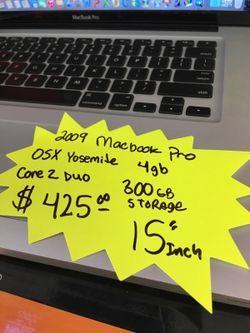 MacBook Pro
2009 Macbook Pro
OSX Yosemite 4gb
Core 2 Duo 300 GB
STORAGE
$425.00
15" Inch